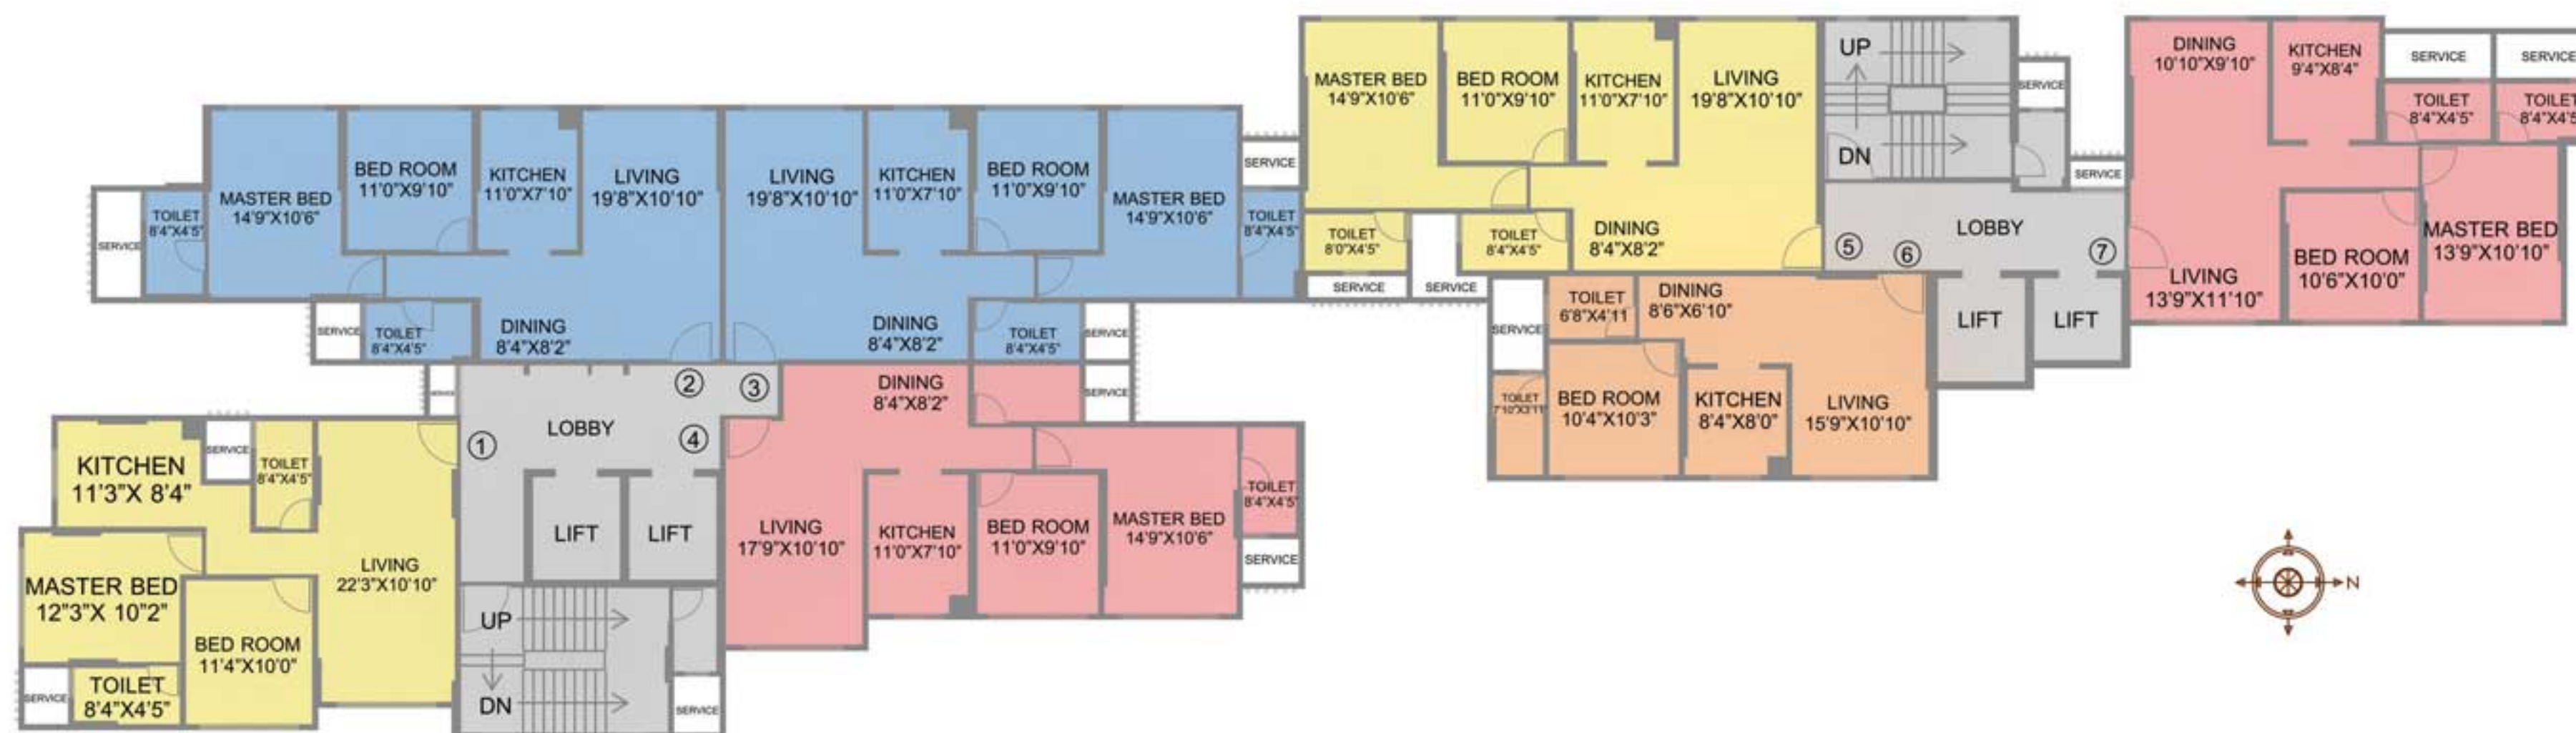 MASTER BED
14'9"X10'6"
BED ROOM
11'0"X9'10"
KITCHEN
11'0"X7'10"
LIVING
19'8"X10'10"
UP
DN
SERVICE
SERVICE
DINING
10'10"X9'10"
KITCHEN
9'4"X8'4"
SERVICE
SERVICE
TOILET
8'4"X4'5"
TOILET
8'4"X4'5
TOILET
8'0"X4'5"
SERVICE
SERVICE
TOILET
8'4"X4'5"
DINING
8'4"X8'2"
LOBBY
5
6
7
LIFT
LIFT
LIVING
13'9"X11'10"
BED ROOM
10'6"X10'0"
MASTER BED
13'9"X10'10"
SERVICE
TOILET
8'4"X4'5"
MASTER BED
14'9"X10'6"
BED ROOM
11'0"X9'10"
KITCHEN
11'0"X7'10"
LIVING
19'8"X10'10"
LIVING
19'8"X10'10"
KITCHEN
11'0"X7'10"
BED ROOM
11'0"X9'10"
MASTER BED
14'9"X10'6"
SERVICE
TOILET
8'4"X4'5"
SERVICE
TOILET
8'4"X4'5"
DINING
8'4"X8'2"
DINING
8'4"X8'2"
TOILET
8'4"X4'5"
SERVICE
SERVICE
TOILET
6'8"X4'11
DINING
8'6"X6'10"
TOILET
7'10"X3'11"
BED ROOM
10'4"X10'3"
KITCHEN
8'4"X8'0"
LIVING
15'9"X10'10"
2
3
1
4
LOBBY
LIFT
LIFT
DINING
8'4"X8'2"
SERVICE
KITCHEN
11'3"X 8'4"
SERVICE
TOILET
8'4"X4'5"
LIVING
22'3"X10'10"
MASTER BED
12"3"X 10"2"
BED ROOM
11'4"X10'0"
SERVICE
TOILET
8'4"X4'5"
UP
DN
SERVICE
LIVING
17'9"X10'10"
KITCHEN
11'0"X7'10"
BED ROOM
11'0"X9'10"
MASTER BED
14'9"X10'6"
TOILET
8'4"X4'5"
SERVICE
N